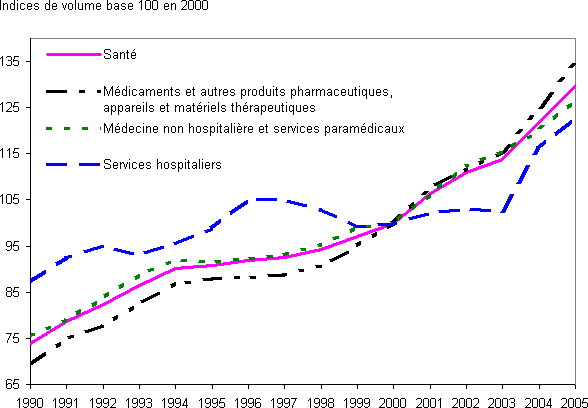 Indices de volume base 100 en 2000
135
125
115
105
95
85
75
65
Santé
Médicaments et autres produits pharmaceutiques,
appareils et matériels thérapeutiques
Médecine non hospitalière et services paramédicaux
Services hospitaliers
1990 1991 1992 1993 1994 1995 1996 1997 1998 1999 2000 2001 2002 2003 2004 2005